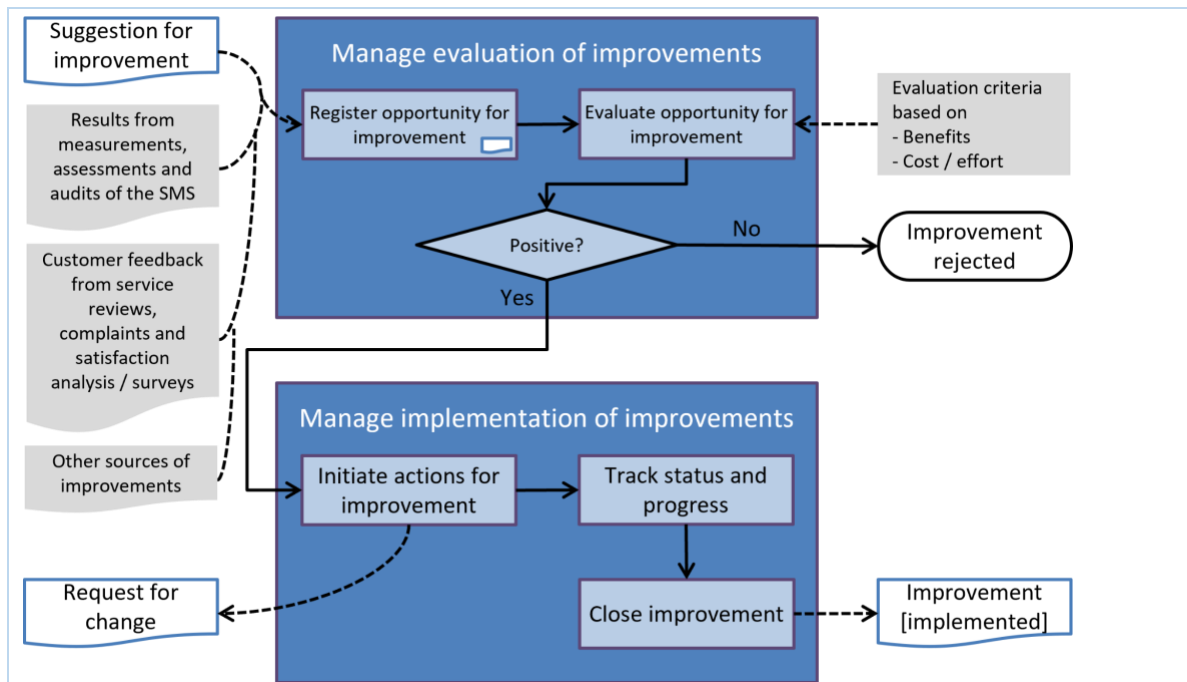 Suggestion for
improvement
Results from
measurements,
assessments and
audits of the SMS
Customer feedback
from service
reviews,
complaints and
satisfaction
analysis / surveys
Other sources of
improvements
Request for
change
Manage evaluation of improvements
Register opportunity for
improvement
Evaluate opportunity for
improvement
Positive?
No
Yes
Evaluation criteria
based on
- Benefits
- Cost / effort
Improvement
rejected
Manage implementation of improvements
Initiate actions for
improvement
Track status and
progress
Close improvement
Improvement
[implemented]